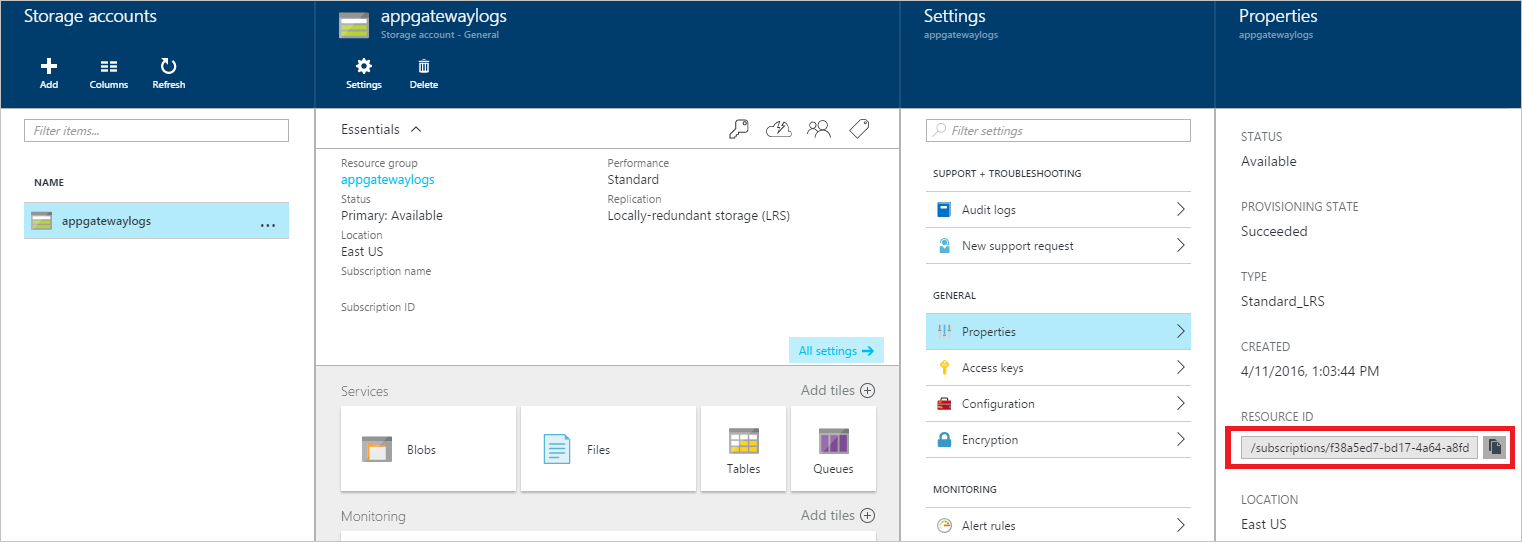 Storage accounts
Add
Columns
Refresh
Filter items...
NAME
appgatewaylogs
...
appgatewaylogs
Storage account - General
Settings
Delete
Essentials
Resource group
appgatewaylogs
Status
Primary: Available
Location
East US
Subscription name
Subscription ID
Performance
Standard
Replication
Locally-redundant storage (LRS)
All settings
Services
Add tiles
Blobs
Files
Tables
Queues
Monitoring
Add tiles
Settings
appgatewaylogs
Filter settings
SUPPORT + TROUBLESHOOTING
Audit logs
New support request
GENERAL
Properties
Access keys
Configuration
Encryption
MONITORING
Alert rules
Properties
appgatewaylogs
STATUS
Available
PROVISIONING STATE
Succeeded
TYPE
Standard_LRS
CREATED
4/11/2016, 1:03:44 PM
RESOURCE ID
/subscriptions/f38a5ed7-bd17-4a64-a8fd
LOCATION
East US